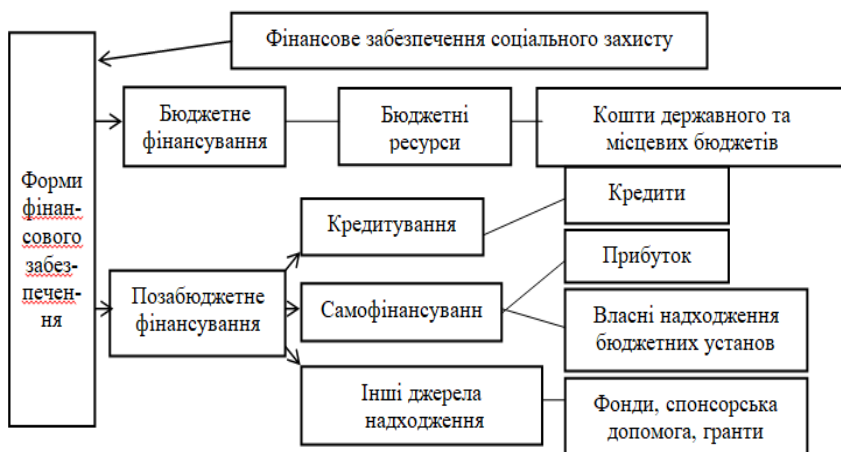 Фінансове забезпечення соціального захисту
Форми
фінан-
сового
забез-
печен-
ня
Бюджетне
фінансування
Бюджетні
ресурси
Кошти державного та
місцевих бюджетів
Позабюджетне
фінансування
Кредитування
Кредити
Самофінансуванн
Прибуток
Власні надходження
бюджетних установ
Інші джерела
надходження
Фонди, спонсорська
допомога, гранти